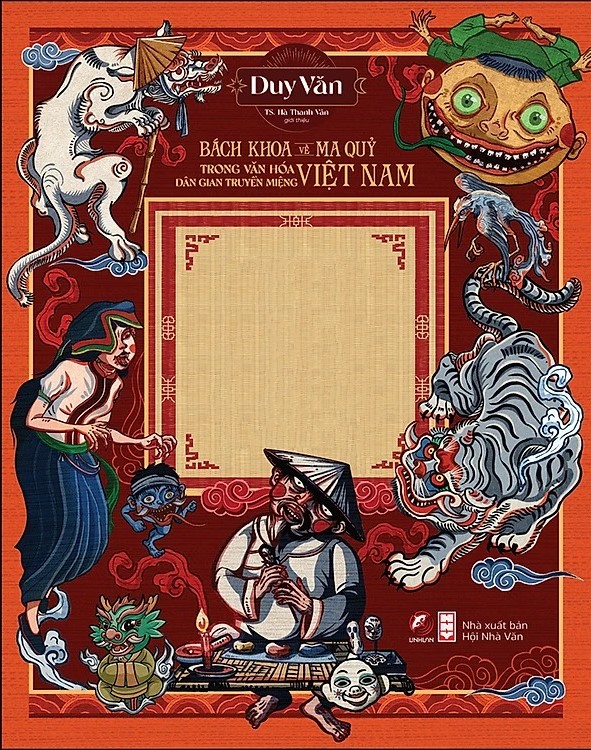 Duy Văn
TS. Hà Thanh Vân
giới thiệu
BÁCH KHOA VỀ MA QUỶ
TRONG VĂN HÓA
DÂN GIAN TRUYỀN MIỆNG VIỆT NAM
LINHLAN
Nhà xuất bản
Hội Nhà Văn